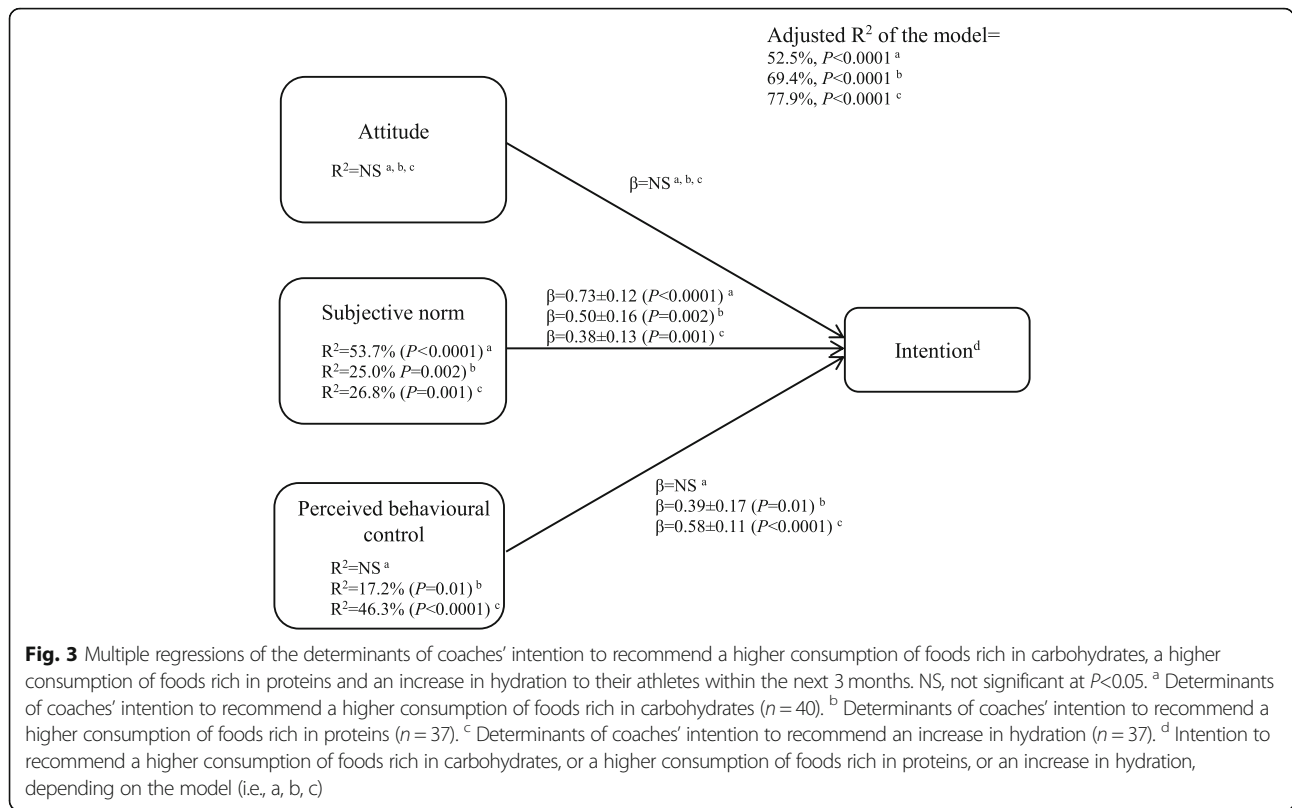 Adjusted R² of the model=
52.5%, P<0.0001 ᵃ
69.4%, P<0.0001 ᵇ
77.9%, P<0.0001 ᶜ
Attitude
R²=NS ᵃ, ᵇ, ᶜ
β=NS ᵃ, ᵇ, ᶜ
Subjective norm
R²=53.7% (P<0.0001) ᵃ
R²=25.0% P=0.002) ᵇ
R²=26.8% (P=0.001) ᶜ
β=0.73±0.12 (P<0.0001) ᵃ
β=0.50±0.16 (P=0.002) ᵇ
β=0.38±0.13 (P=0.001) ᶜ
Intentionᵈ
Perceived behavioural
control
R²=NS ᵃ
R²=17.2% (P=0.01) ᵇ
R²=46.3% (P<0.0001) ᶜ
β=NS ᵃ
β=0.39±0.17 (P=0.01) ᵇ
β=0.58±0.11 (P<0.0001) ᶜ
Fig. 3 Multiple regressions of the determinants of coaches' intention to recommend a higher consumption of foods rich in carbohydrates, a higher
consumption of foods rich in proteins and an increase in hydration to their athletes within the next 3 months. NS, not significant at P<0.05. ᵃ Determinants
of coaches' intention to recommend a higher consumption of foods rich in carbohydrates (n = 40). ᵇ Determinants of coaches' intention to recommend a
higher consumption of foods rich in proteins (n = 37). ᶜ Determinants of coaches' intention to recommend an increase in hydration (n = 37). ᵈ Intention to
recommend a higher consumption of foods rich in carbohydrates, or a higher consumption of foods rich in proteins, or an increase in hydration,
depending on the model (i.e., a, b, c)